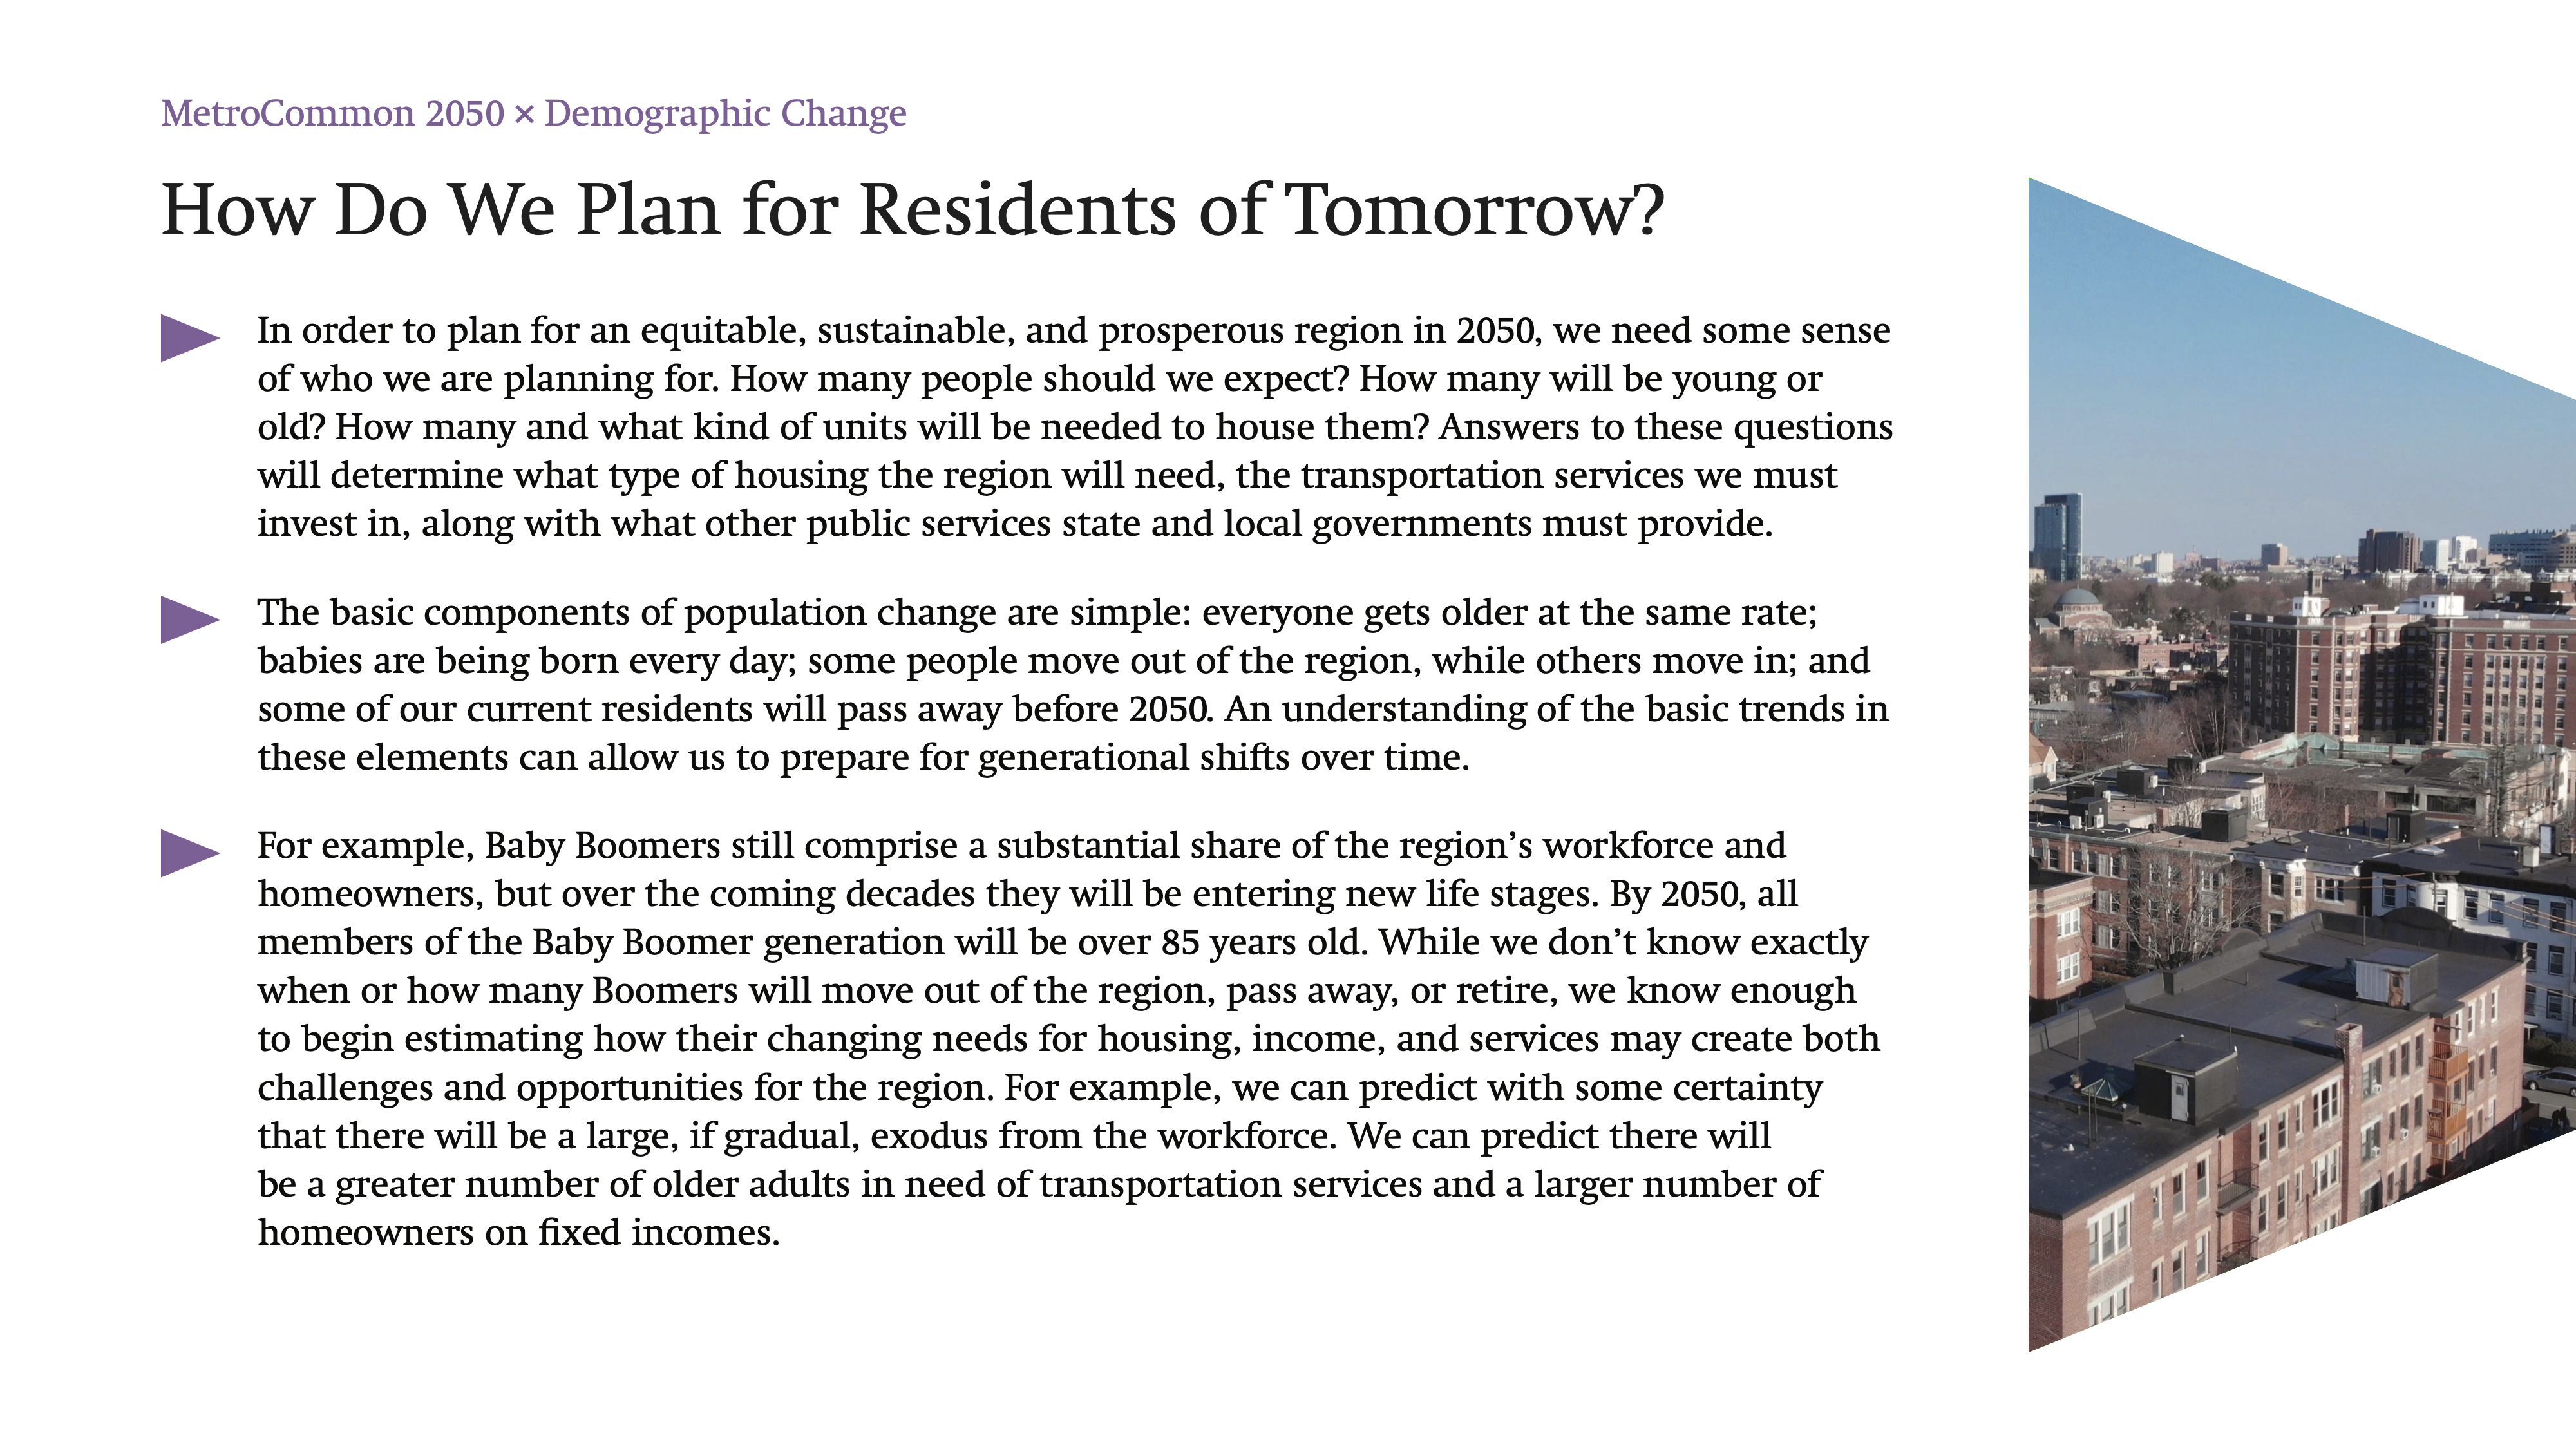 MetroCommon 2050 × Demographic Change
How Do We Plan for Residents of Tomorrow?
In order to plan for an equitable, sustainable, and prosperous region in 2050, we need some sense
of who we are planning for. How many people should we expect? How many will be young or
old? How many and what kind of units will be needed to house them? Answers to these questions
will determine what type of housing the region will need, the transportation services we must
invest in, along with what other public services state and local governments must provide.
The basic components of population change are simple: everyone gets older at the same rate;
babies are being born every day; some people move out of the region, while others move in; and
some of our current residents will pass away before 2050. An understanding of the basic trends in
these elements can allow us to prepare for generational shifts over time.
For example, Baby Boomers still comprise a substantial share of the region’s workforce and
homeowners, but over the coming decades they will be entering new life stages. By 2050, all
members of the Baby Boomer generation will be over 85 years old. While we don’t know exactly
when or how many Boomers will move out of the region, pass away, or retire, we know enough
to begin estimating how their changing needs for housing, income, and services may create both
challenges and opportunities for the region. For example, we can predict with some certainty
that there will be a large, if gradual, exodus from the workforce. We can predict there will
be a greater number of older adults in need of transportation services and a larger number of
homeowners on fixed incomes.